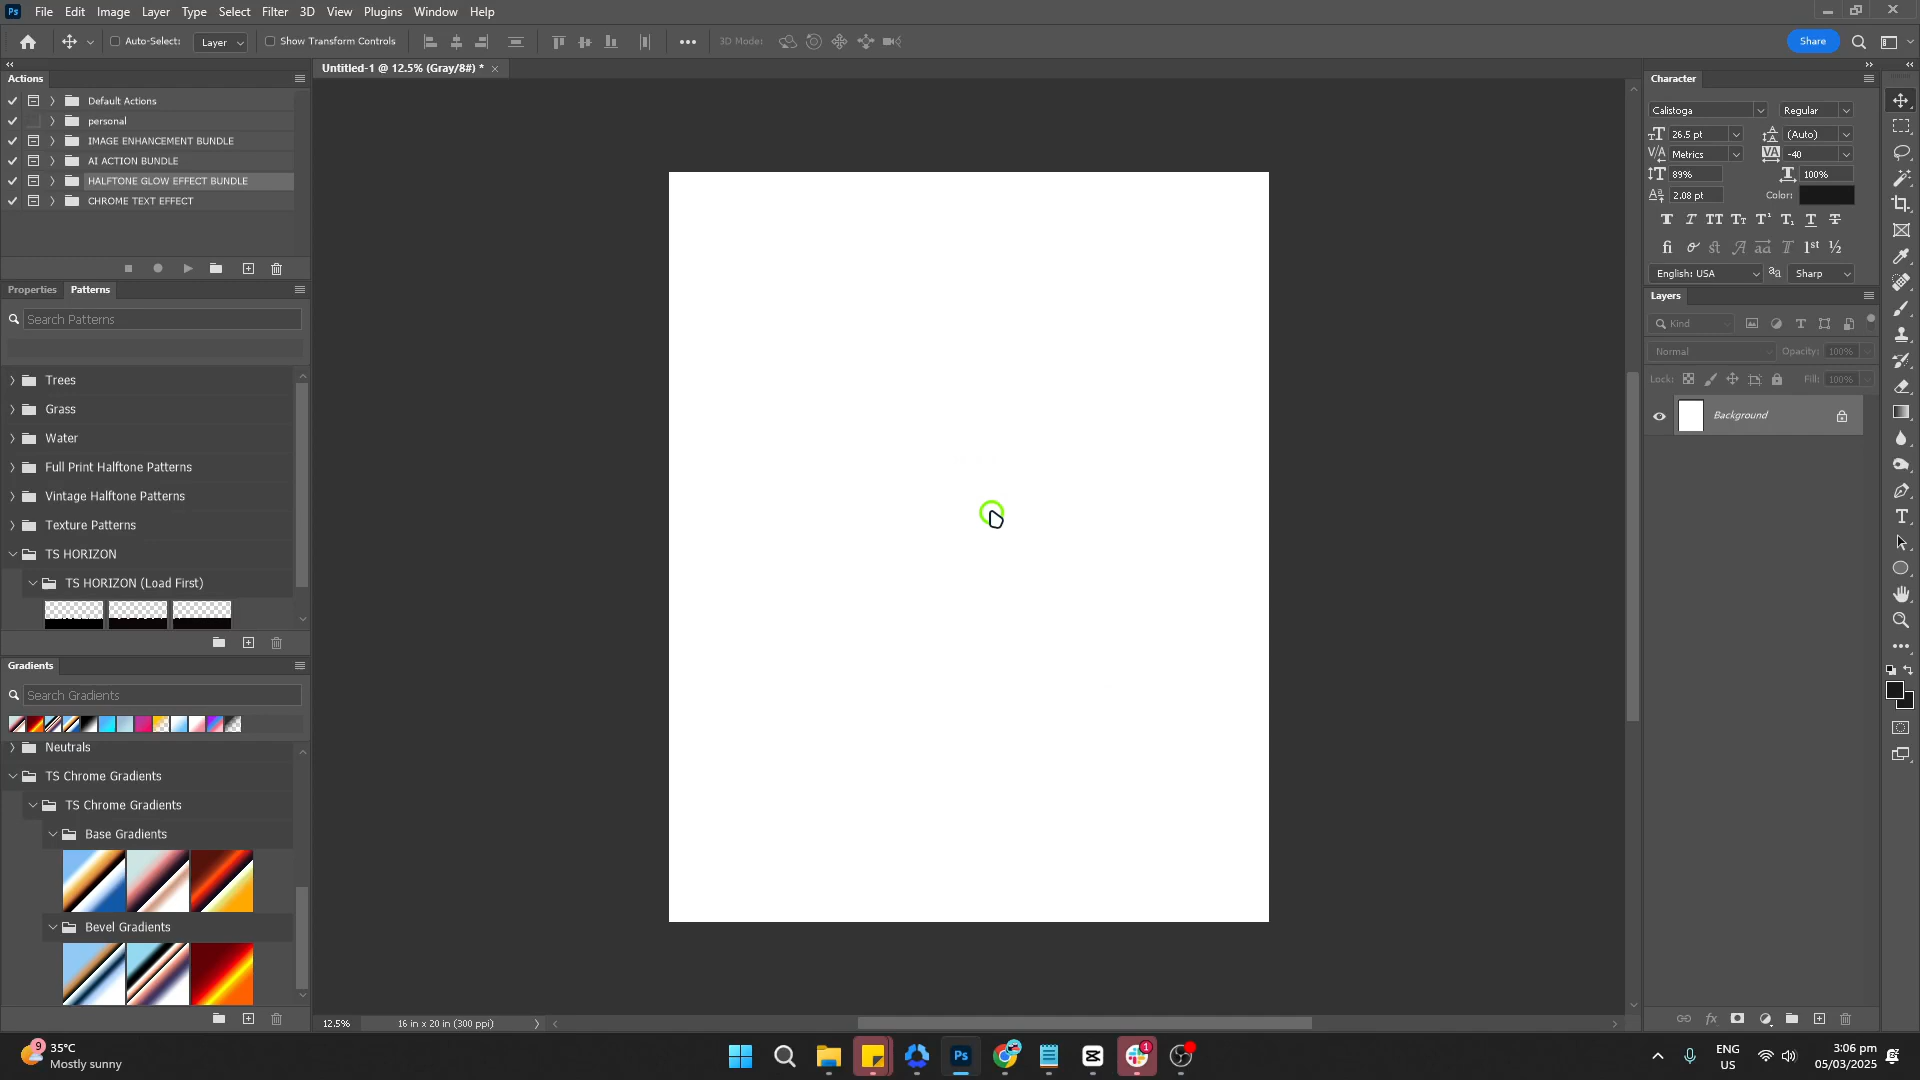 Ps File Edit Image Layer Type Select Filter 3D View Plugins Window Help
Auto-Select: Layer Show Transform Controls 3D Mode: Share
Untitled-1 @ 12.5% (Gray/8#) *
Actions
Default Actions
personal
IMAGE ENHANCEMENT BUNDLE
AI ACTION BUNDLE
HALFTONE GLOW EFFECT BUNDLE
CHROME TEXT EFFECT
Properties Patterns
Search Patterns
Trees
Grass
Water
Full Print Halftone Patterns
Vintage Halftone Patterns
Texture Patterns
TS HORIZON
TS HORIZON (Load First)
Gradients
Search Gradients
Neutrals
TS Chrome Gradients
TS Chrome Gradients
Base Gradients
Bevel Gradients
12.5% 16 in x 20 in (300 ppi)
Character
Calistoga Regular
26.5 pt (Auto)
Metrics -40
89% 100%
2.08 pt Color:
English: USA Sharp
Layers
Kind
Normal Opacity: 100%
Lock: Fill: 100%
Background
9 35°C
Mostly sunny
Ps
1
ENG
US
3:06 pm
05/03/2025